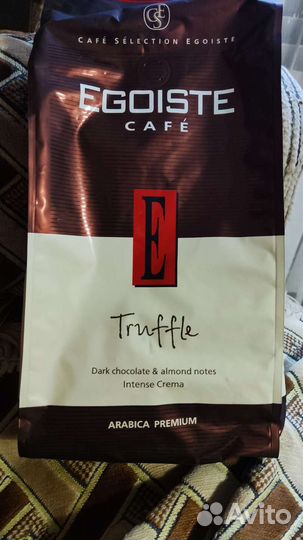 CAFÉ SÉLECTION EGOISTE
EGOISTE
CAFÉ
E
Truffle
Dark chocolate & almond notes
Intense Crema
ARABICA PREMIUM
Avito